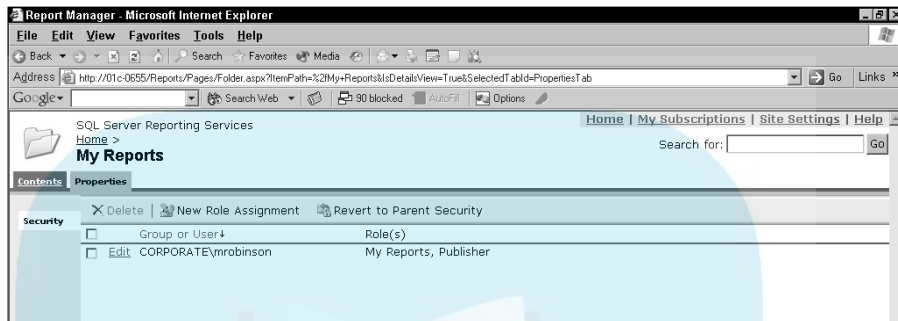 Report Manager - Microsoft Internet Explorer
File Edit View Favorites Tools Help
Back Search Favorites Media
Address http://01c-0655/Reports/Pages/Folder.aspx?ItemPath=%2fMy+Reports&IsDetailsView=True&SelectedTabId=PropertiesTab Go Links »
Google Search Web 90 blocked AutoFill Options
SQL Server Reporting Services
Home | My Subscriptions | Site Settings | Help
Home >
My Reports
Search for: Go
Contents Properties
Security
Delete | New Role Assignment Revert to Parent Security
Group or User↓ Role(s)
Edit CORPORATE\mrobinson My Reports, Publisher